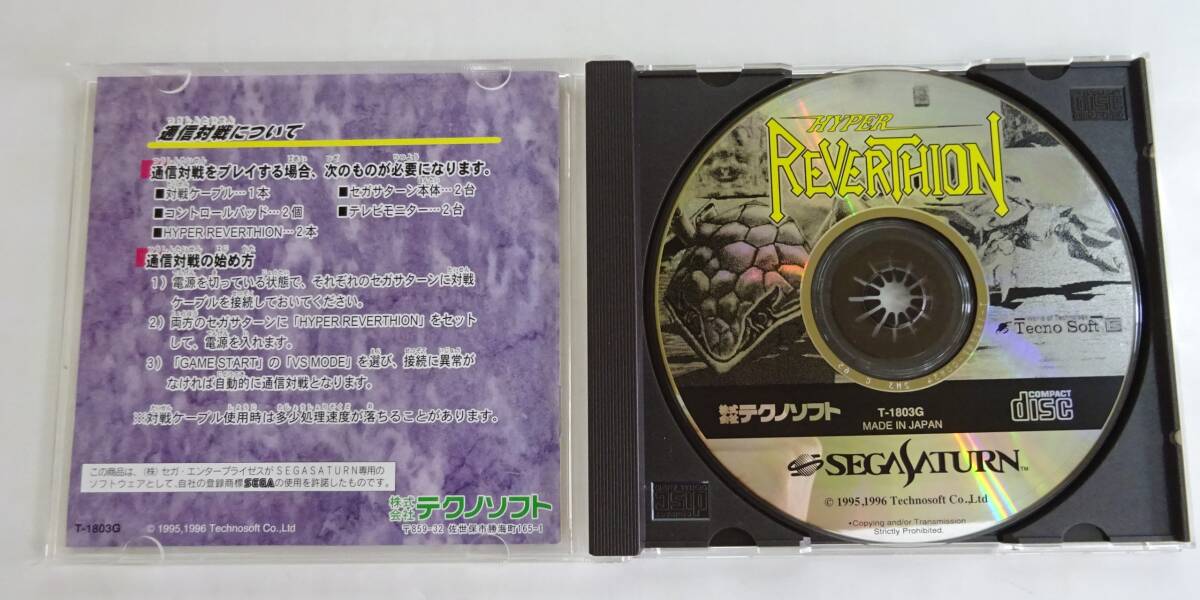 通信対戦について
通信対戦をプレイする場合、次のものが必要になります。
■対戦ケーブル…1本 ■セガサターン本体…2台
■コントロールパッド…2個 ■テレビモニター…2台
■HYPER REVERTHION…2本
通信対戦の始め方
1）電源を切っている状態で、それぞれのセガサターンに対戦
ケーブルを接続しておいてください。
2）両方のセガサターンに「HYPER REVERTHION」をセット
して、電源を入れます。
3）「GAME START」の「VS MODE」を選び、接続に異常が
なければ自動的に通信対戦となります。
※対戦ケーブル使用時は多少処理速度が落ちることがあります。
この商品は、（株）セガ・エンタープライゼスがSEGASATURN専用の
ソフトウェアとして、自社の登録商標SEGAの使用を許諾したものです。
株式会社テクノソフト
〒859-32 佐世保市勝海町165-1
T-1803G © 1995,1996 Technosoft Co.,Ltd
HYPER
REVERTHION
Tecno Soft
株式会社テクノソフト
T-1803G
MADE IN JAPAN
COMPACT
disc
SEGASATURN™
© 1995,1996 Technosoft Co.,Ltd
•Copying and/or Transmission
Strictly Prohibited.